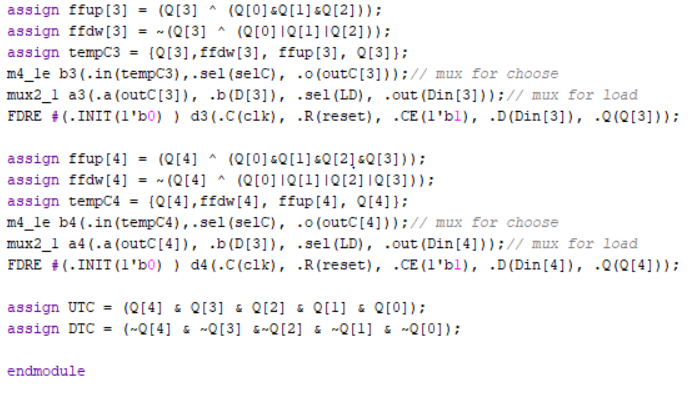 assign ffup[3] = (Q[3] ^ (Q[0]&Q[1]&Q[2]));
assign ffdw[3] = ~(Q[3] ^ (Q[0]|Q[1]|Q[2]));
assign tempC3 = {Q[3],ffdw[3], ffup[3], Q[3]};
m4_1e b3(.in(tempC3),.sel(selC), .o(outC[3]));// mux for choose
mux2_1 a3(.a(outC[3]), .b(D[3]), .sel(LD), .out(Din[3]));// mux for load
FDRE #(.INIT(1'b0) ) d3(.C(clk), .R(reset), .CE(1'b1), .D(Din[3]), .Q(Q[3]));
assign ffup[4] = (Q[4] ^ (Q[0]&Q[1]&Q[2]&Q[3]));
assign ffdw[4] = ~(Q[4] ^ (Q[0]|Q[1]|Q[2]|Q[3]));
assign tempC4 = {Q[4],ffdw[4], ffup[4], Q[4]};
m4_1e b4(.in(tempC4),.sel(selC), .o(outC[4]));// mux for choose
mux2_1 a4(.a(outC[4]), .b(D[3]), .sel(LD), .out(Din[4]));// mux for load
FDRE #(.INIT(1'b0) ) d4(.C(clk), .R(reset), .CE(1'b1), .D(Din[4]), .Q(Q[4]));
assign UTC = (Q[4] & Q[3] & Q[2] & Q[1] & Q[0]);
assign DTC = (~Q[4] & ~Q[3] &~Q[2] & ~Q[1] & ~Q[0]);
endmodule